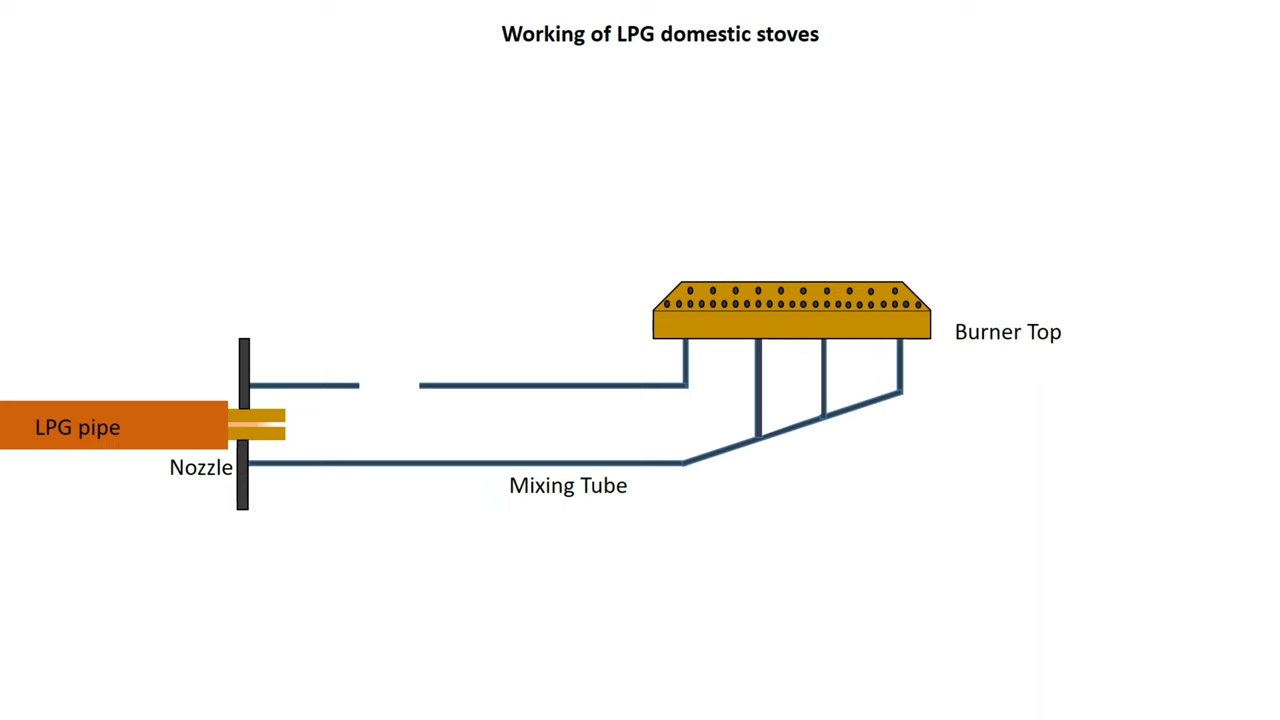 Working of LPG domestic stoves
Burner Top
LPG pipe
Nozzle
Mixing Tube